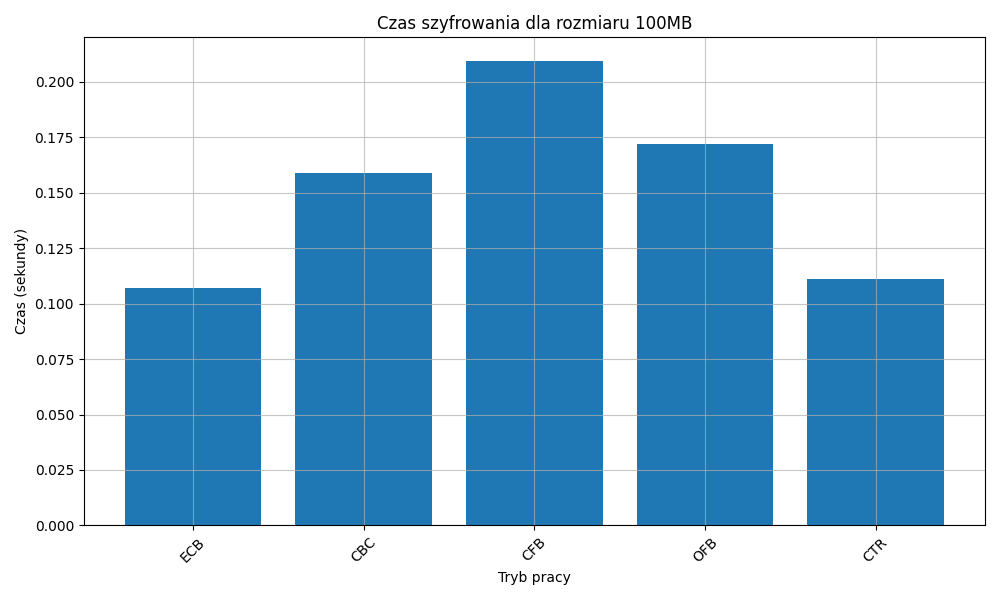 Czas szyfrowania dla rozmiaru 100MB
Czas (sekundy)
0.200
0.175
0.150
0.125
0.100
0.075
0.050
0.025
0.000
ECB
CBC
CFB
OFB
CTR
Tryb pracy